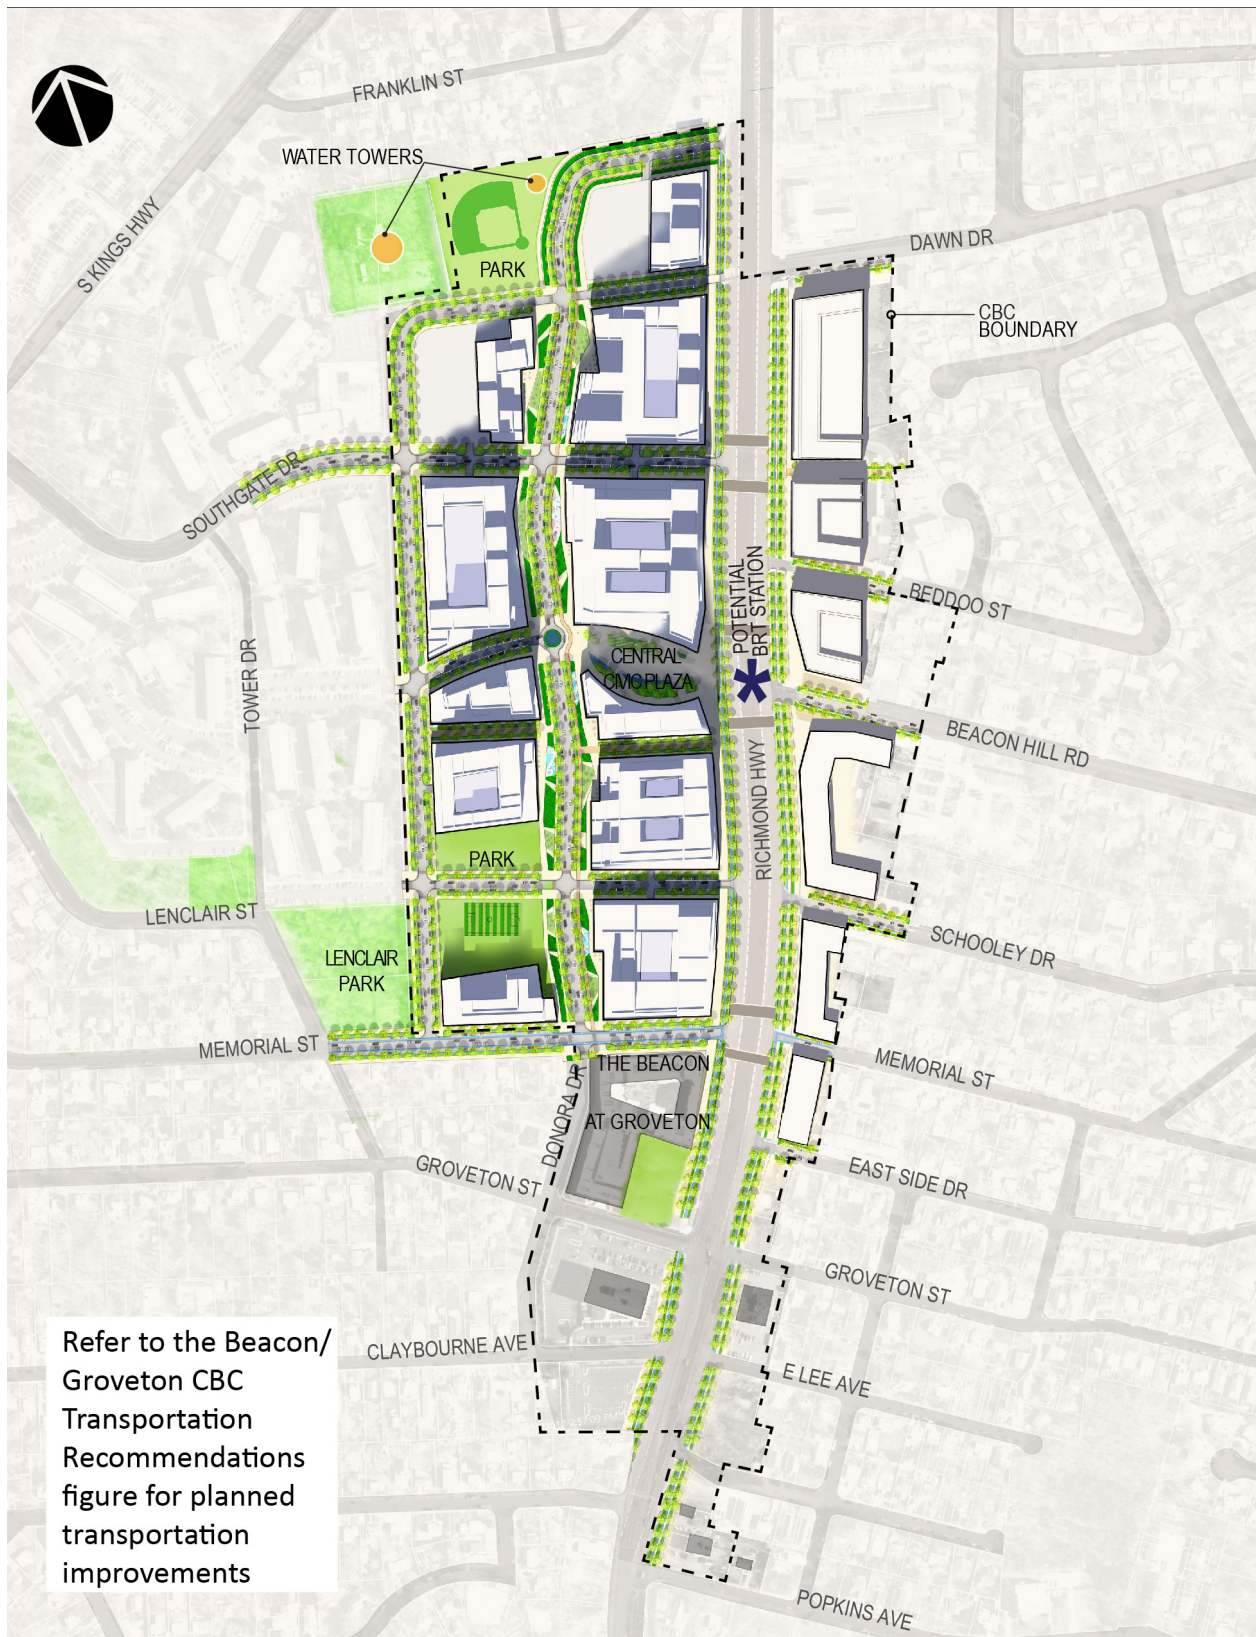 FRANKLIN ST
WATER TOWERS
S KINGS HWY
DAWN DR
PARK
CBC
BOUNDARY
SOUTHGATE DR
POTENTIAL
BRT STATION
BEDDOO ST
TOWER DR
CENTRAL
CIVIC PLAZA
BEACON HILL RD
RICHMOND HWY
PARK
LENCLAIR ST
SCHOOLEY DR
LENCLAIR
PARK
MEMORIAL ST
MEMORIAL ST
THE BEACON
AT GROVETON
DONORA DR
GROVETON ST
EAST SIDE DR
GROVETON ST
CLAYBOURNE AVE
E LEE AVE
Refer to the Beacon/
Groveton CBC
Transportation
Recommendations
figure for planned
transportation
improvements
POPKINS AVE